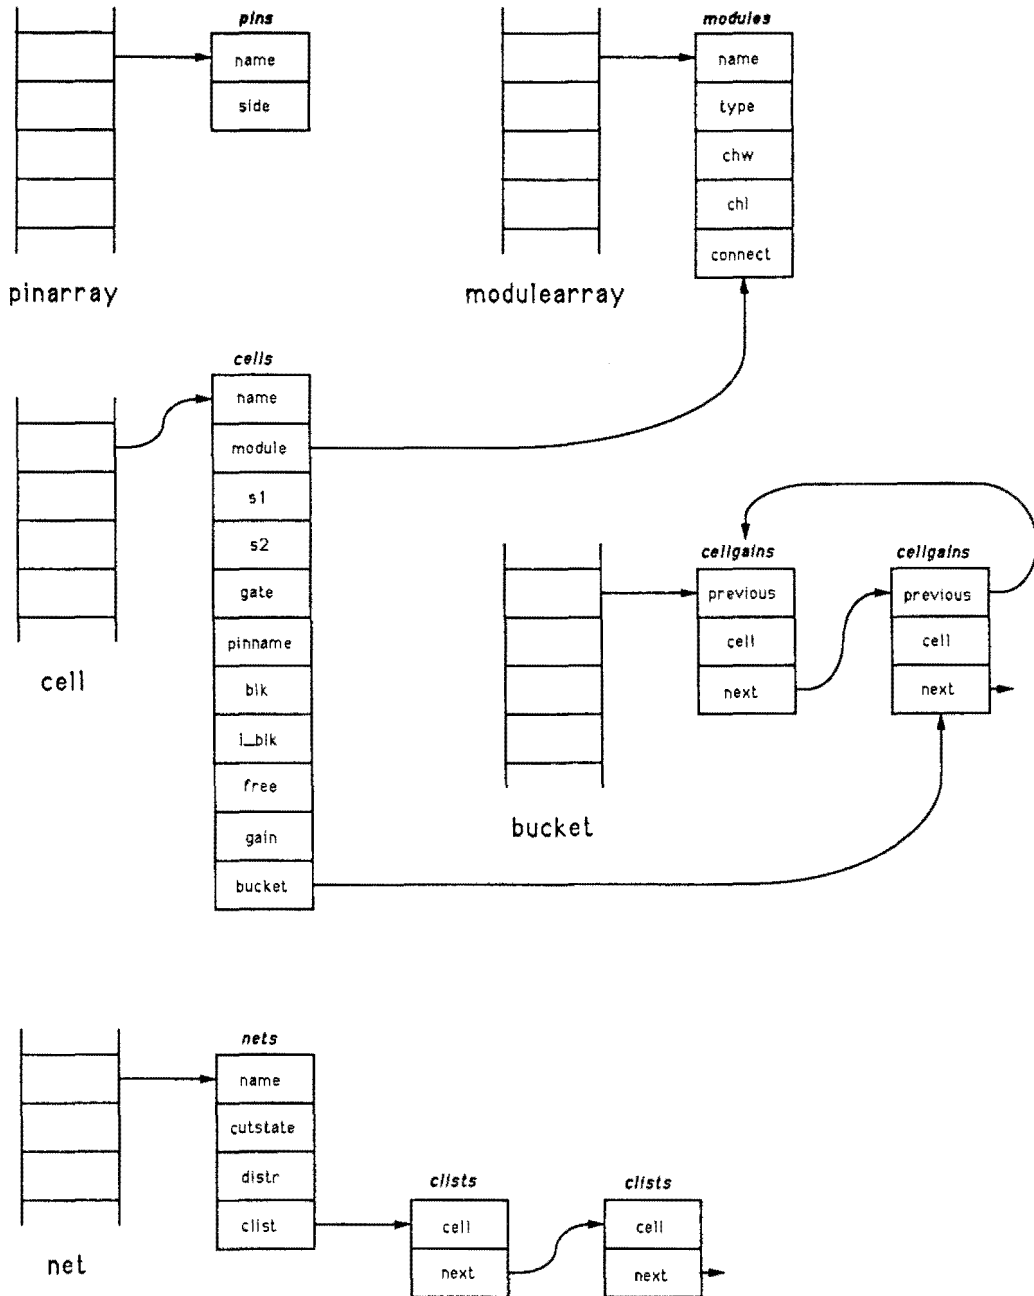 pins
name
side
pinarray
modules
name
type
chw
chl
connect
modulearray
cells
name
module
s1
s2
gate
pinname
blk
i_blk
free
gain
bucket
cell
cellgains
previous
cell
next
cellgains
previous
cell
next
bucket
nets
name
cutstate
distr
clist
net
clists
cell
next
clists
cell
next